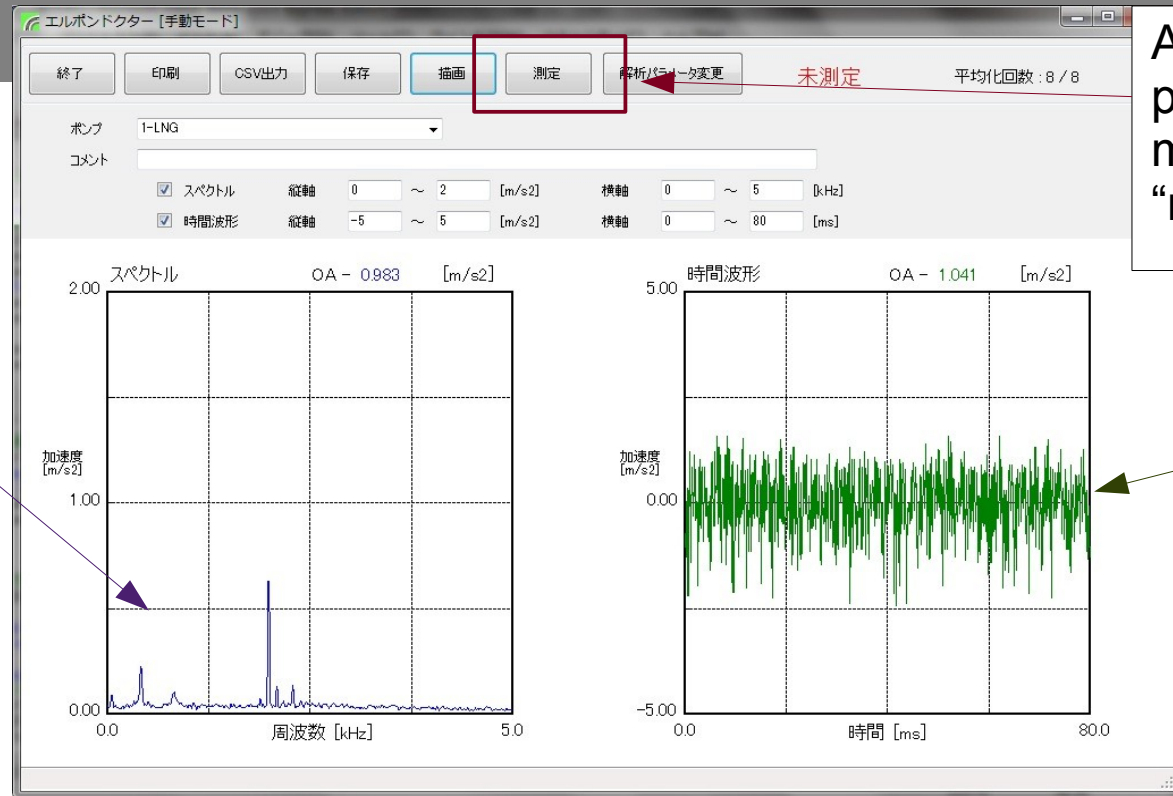 エルポンドクター [手動モード]
終了 印刷 CSV出力 保存 描画 測定 解析パラメータ変更 未測定 平均化回数 : 8 / 8
ポンプ 1-LNG
コメント
スペクトル 縦軸 0 ～ 2 [m/s2] 横軸 0 ～ 5 [kHz]
時間波形 縦軸 -5 ～ 5 [m/s2] 横軸 0 ～ 80 [ms]
スペクトル OA - 0.983 [m/s2]
2.00
加速度
[m/s2]
1.00
0.00
0.0 周波数 [kHz] 5.0
時間波形 OA - 1.041 [m/s2]
5.00
加速度
[m/s2]
0.00
-5.00
0.0 時間 [ms] 80.0